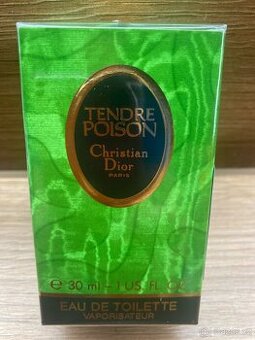 TENDRE
POISON
Christian
Dior
PARIS
℮ 30 ml - 1 US. FL. OZ.
EAU DE TOILETTE
VAPORISATEUR